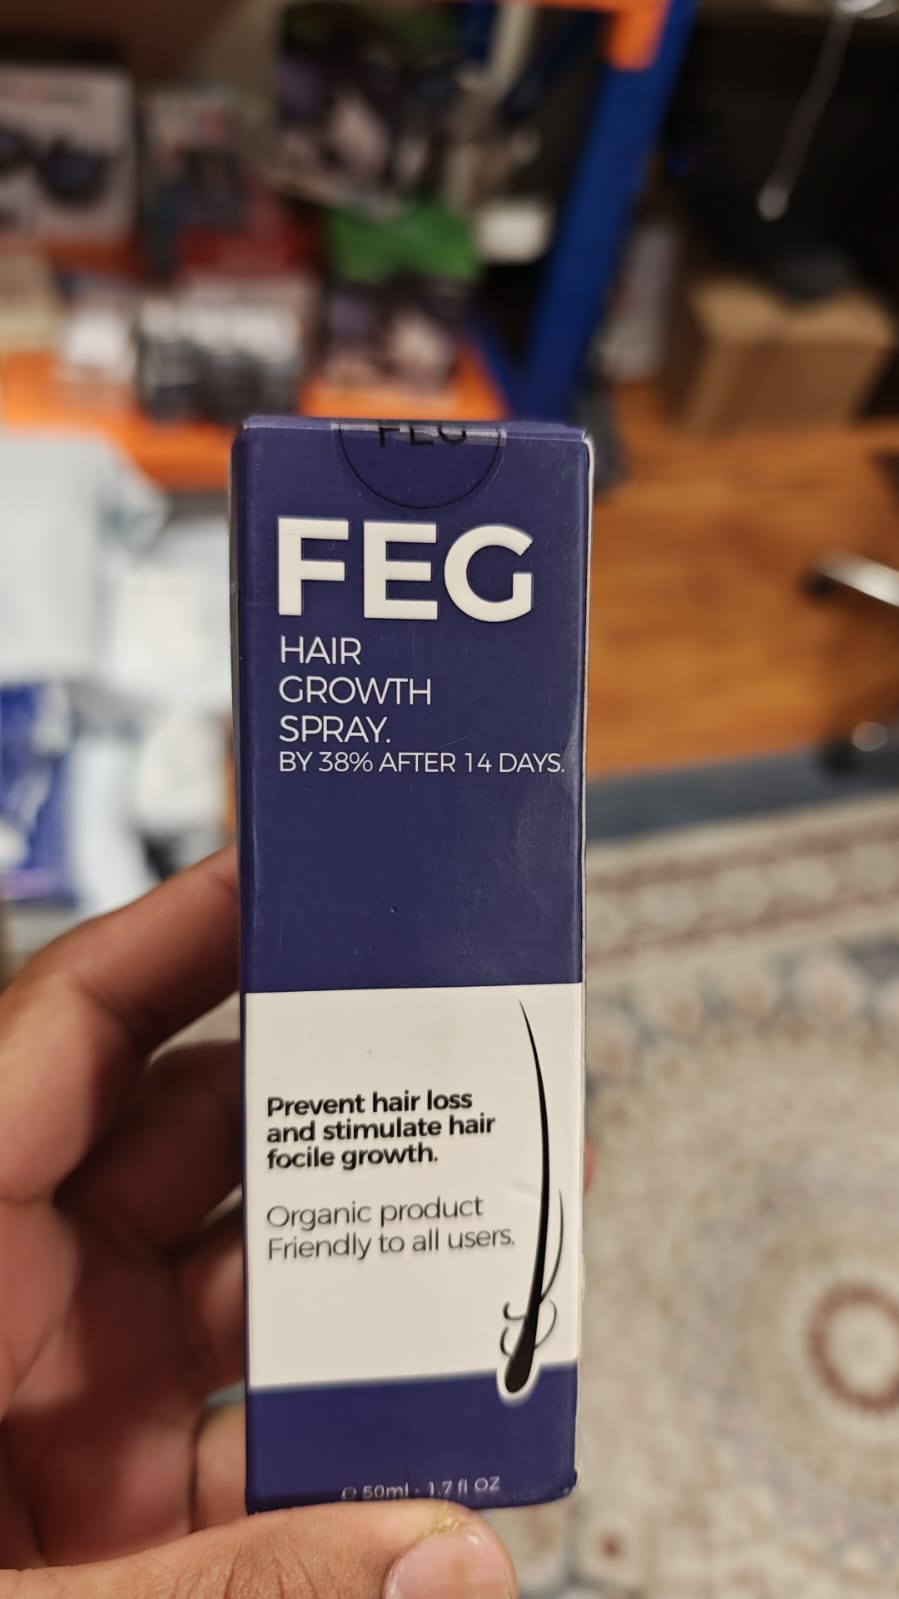 FEG
FEG
HAIR
GROWTH
SPRAY.
BY 38% AFTER 14 DAYS.
Prevent hair loss
and stimulate hair
focile growth.
Organic product
Friendly to all users.
℮ 50ml - 1.7 fl OZ